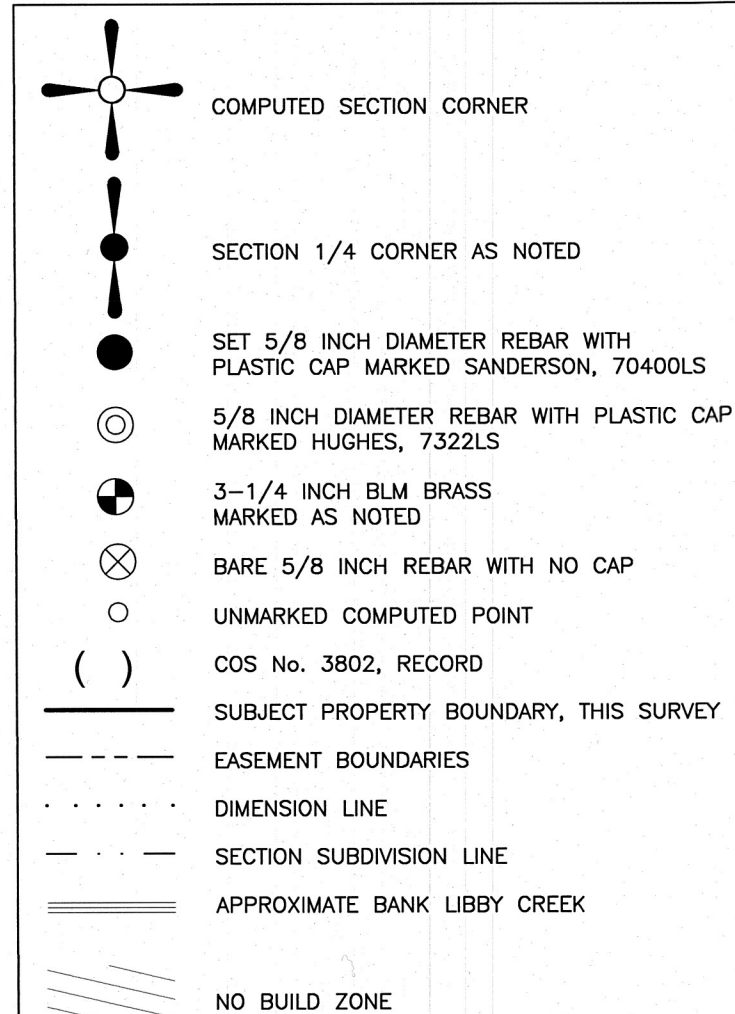 COMPUTED SECTION CORNER
SECTION 1/4 CORNER AS NOTED
SET 5/8 INCH DIAMETER REBAR WITH
PLASTIC CAP MARKED SANDERSON, 70400LS
5/8 INCH DIAMETER REBAR WITH PLASTIC CAP
MARKED HUGHES, 7322LS
3-1/4 INCH BLM BRASS
MARKED AS NOTED
BARE 5/8 INCH REBAR WITH NO CAP
UNMARKED COMPUTED POINT
( ) COS No. 3802, RECORD
SUBJECT PROPERTY BOUNDARY, THIS SURVEY
EASEMENT BOUNDARIES
DIMENSION LINE
SECTION SUBDIVISION LINE
APPROXIMATE BANK LIBBY CREEK
NO BUILD ZONE